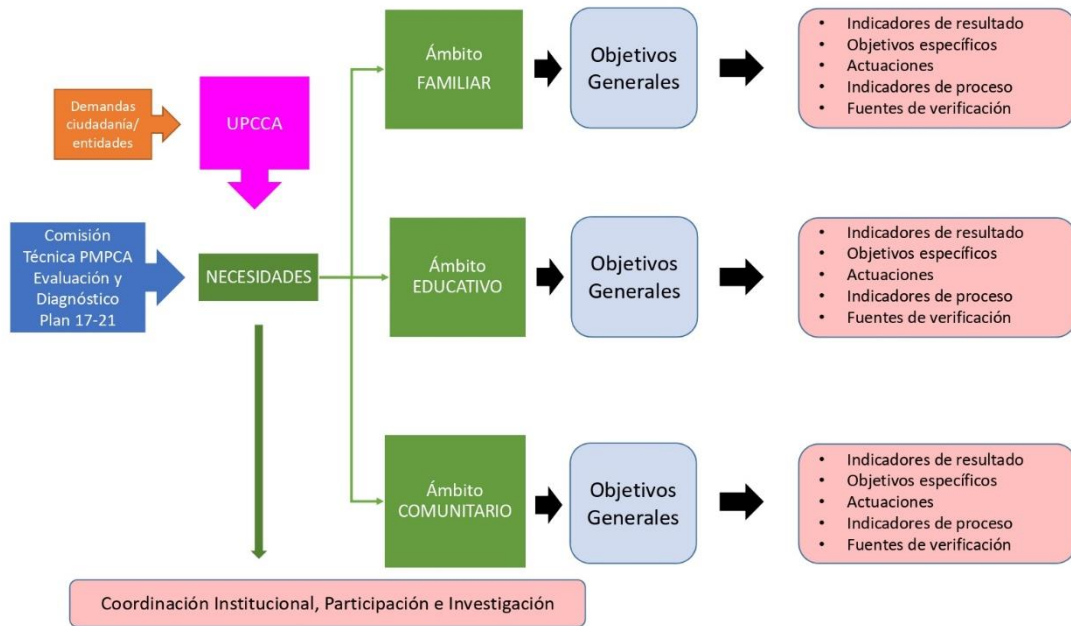 Demandas
ciudadanía/
entidades
UPCCA
Comisión
Técnica PMPCA
Evaluación y
Diagnóstico
Plan 17-21
NECESIDADES
Ámbito
FAMILIAR
Objetivos
Generales
• Indicadores de resultado
• Objetivos específicos
• Actuaciones
• Indicadores de proceso
• Fuentes de verificación
Ámbito
EDUCATIVO
Objetivos
Generales
• Indicadores de resultado
• Objetivos específicos
• Actuaciones
• Indicadores de proceso
• Fuentes de verificación
Ámbito
COMUNITARIO
Objetivos
Generales
• Indicadores de resultado
• Objetivos específicos
• Actuaciones
• Indicadores de proceso
• Fuentes de verificación
Coordinación Institucional, Participación e Investigación